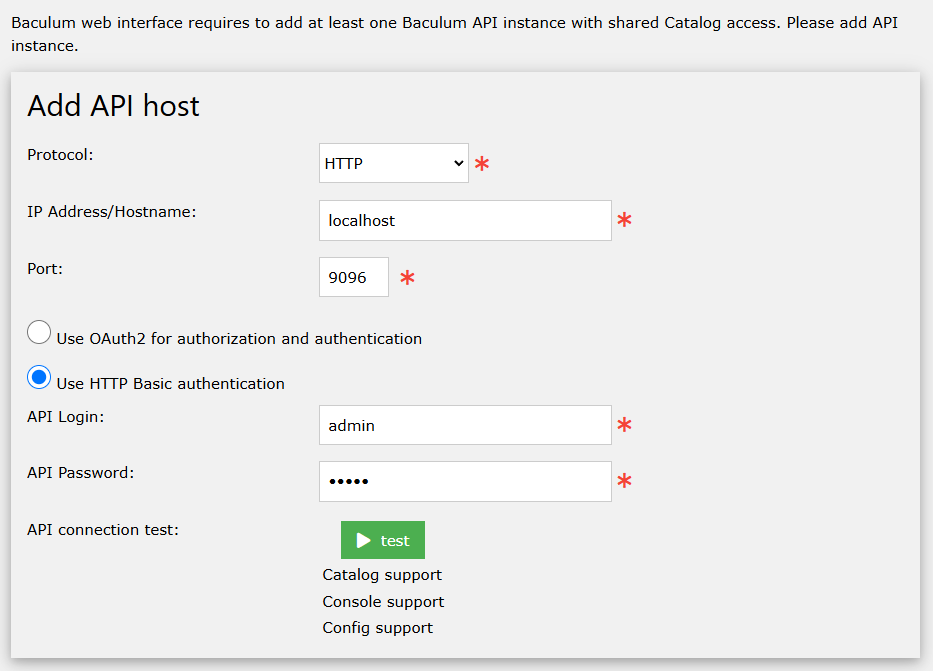 Baculum web interface requires to add at least one Baculum API instance with shared Catalog access. Please add API
instance.
Add API host
Protocol:
HTTP
*
IP Address/Hostname:
localhost
*
Port:
9096
*
Use OAuth2 for authorization and authentication
Use HTTP Basic authentication
API Login:
admin
*
API Password:
•••••
*
API connection test:
test
Catalog support
Console support
Config support